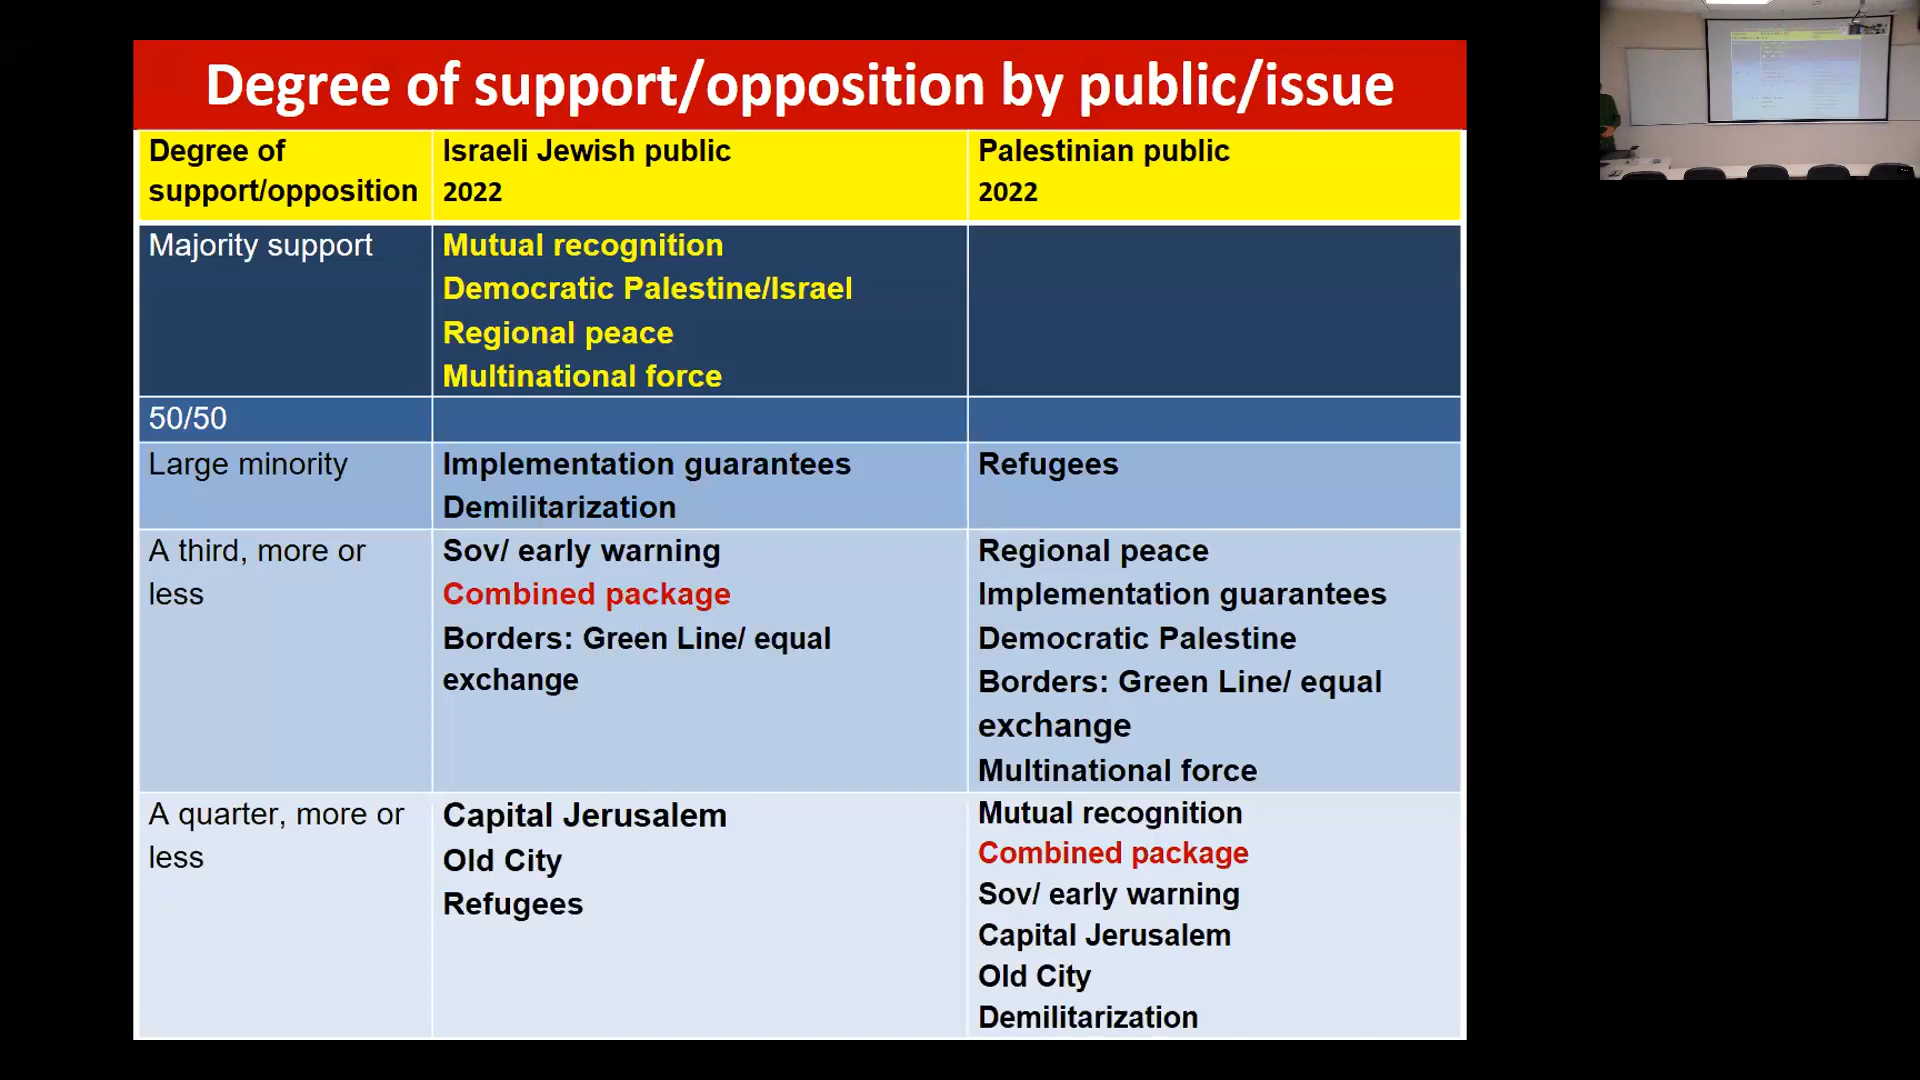 Degree of support/opposition by public/issue
Degree of
support/opposition
Israeli Jewish public
2022
Palestinian public
2022
Majority support
Mutual recognition
Democratic Palestine/Israel
Regional peace
Multinational force
50/50
Large minority
Implementation guarantees
Demilitarization
Refugees
A third, more or
less
Sov/ early warning
Combined package
Borders: Green Line/ equal
exchange
Regional peace
Implementation guarantees
Democratic Palestine
Borders: Green Line/ equal
exchange
Multinational force
A quarter, more or
less
Capital Jerusalem
Old City
Refugees
Mutual recognition
Combined package
Sov/ early warning
Capital Jerusalem
Old City
Demilitarization